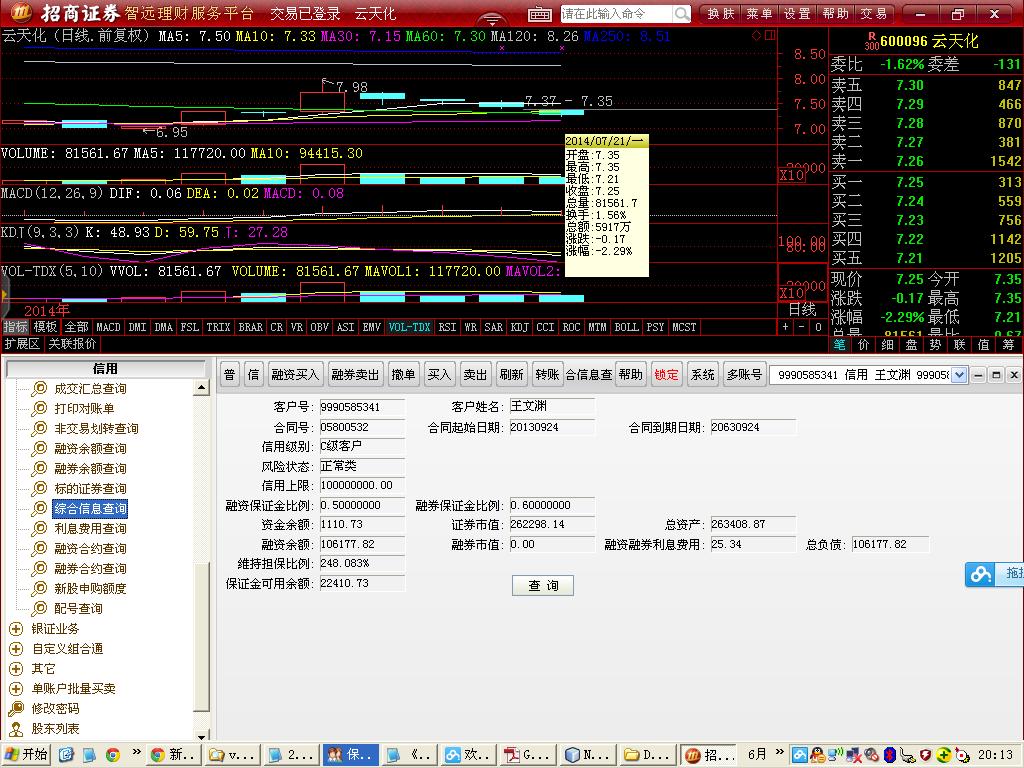 招商证券 智远理财服务平台 交易已登录 云天化 请在此输入命令 换肤 菜单 设置 帮助 交易
云天化(日线.前复权) MA5: 7.50 MA10: 7.33 MA30: 7.15 MA60: 7.30 MA120: 8.26 MA250: 8.51
8.50
8.00
7.50
7.00
7.98
7.37 - 7.35
←6.95
VOLUME: 81561.67 MA5: 117720.00 MA10: 94415.30
20000
X10
MACD(12,26,9) DIF: 0.06 DEA: 0.02 MACD: 0.08
KDJ(9,3,3) K: 48.93 D: 59.75 J: 27.28
100.00
80.00
VOL-TDX(5,10) VVOL: 81561.67 VOLUME: 81561.67 MAVOL1: 117720.00 MAVOL2:
20000
X10
2014年 日线
2014/07/21/一
开盘:7.35
最高:7.35
最低:7.21
收盘:7.25
总量:81561.7
换手:1.56%
总额:5917万
涨跌:-0.17
涨幅:-2.29%
指标 模板 全部 MACD DMI DMA FSL TRIX BRAR CR VR OBV ASI EMV VOL-TDX RSI WR SAR KDJ CCI ROC MTM BOLL PSY MCST + - 0
扩展区 关联报价
R 300 600096 云天化
委比 -1.62% 委差 -131
卖五 7.30 847
卖四 7.29 466
卖三 7.28 870
卖二 7.27 381
卖一 7.26 1542
买一 7.25 313
买二 7.24 559
买三 7.23 756
买四 7.22 1142
买五 7.21 1205
现价 7.25 今开 7.35
涨跌 -0.17 最高 7.35
涨幅 -2.29% 最低 7.21
总量 81561 量比 0.67
笔 价 细 盘 势 联 值 筹
信用
成交汇总查询
打印对账单
非交易划转查询
融资余额查询
融券余额查询
标的证券查询
综合信息查询
利息费用查询
融资合约查询
融券合约查询
新股申购额度
配号查询
银证业务
自定义组合通
其它
单账户批量买卖
修改密码
股东列表
普 信 融资买入 融券卖出 撤单 买入 卖出 刷新 转账 合信息查 帮助 锁定 系统 多账号 9990585341 信用 王文渊 99905
客户号: 9990585341 客户姓名: 王文渊
合同号: 05800532 合同起始日期: 20130924 合同到期日期: 20630924
信用级别: C级客户
风险状态: 正常类
信用上限: 100000000.00
融资保证金比例: 0.50000000 融券保证金比例: 0.60000000
资金余额: 1110.73 证券市值: 262298.14 总资产: 263408.87
融资余额: 106177.82 融券市值: 0.00 融资融券利息费用: 25.34 总负债: 106177.82
维持担保比例: 248.083%
保证金可用余额: 22410.73
查 询
拖拽
开始 新... v... 2... 保... 《... 欢... G... N... D... 招... 6月 20:13